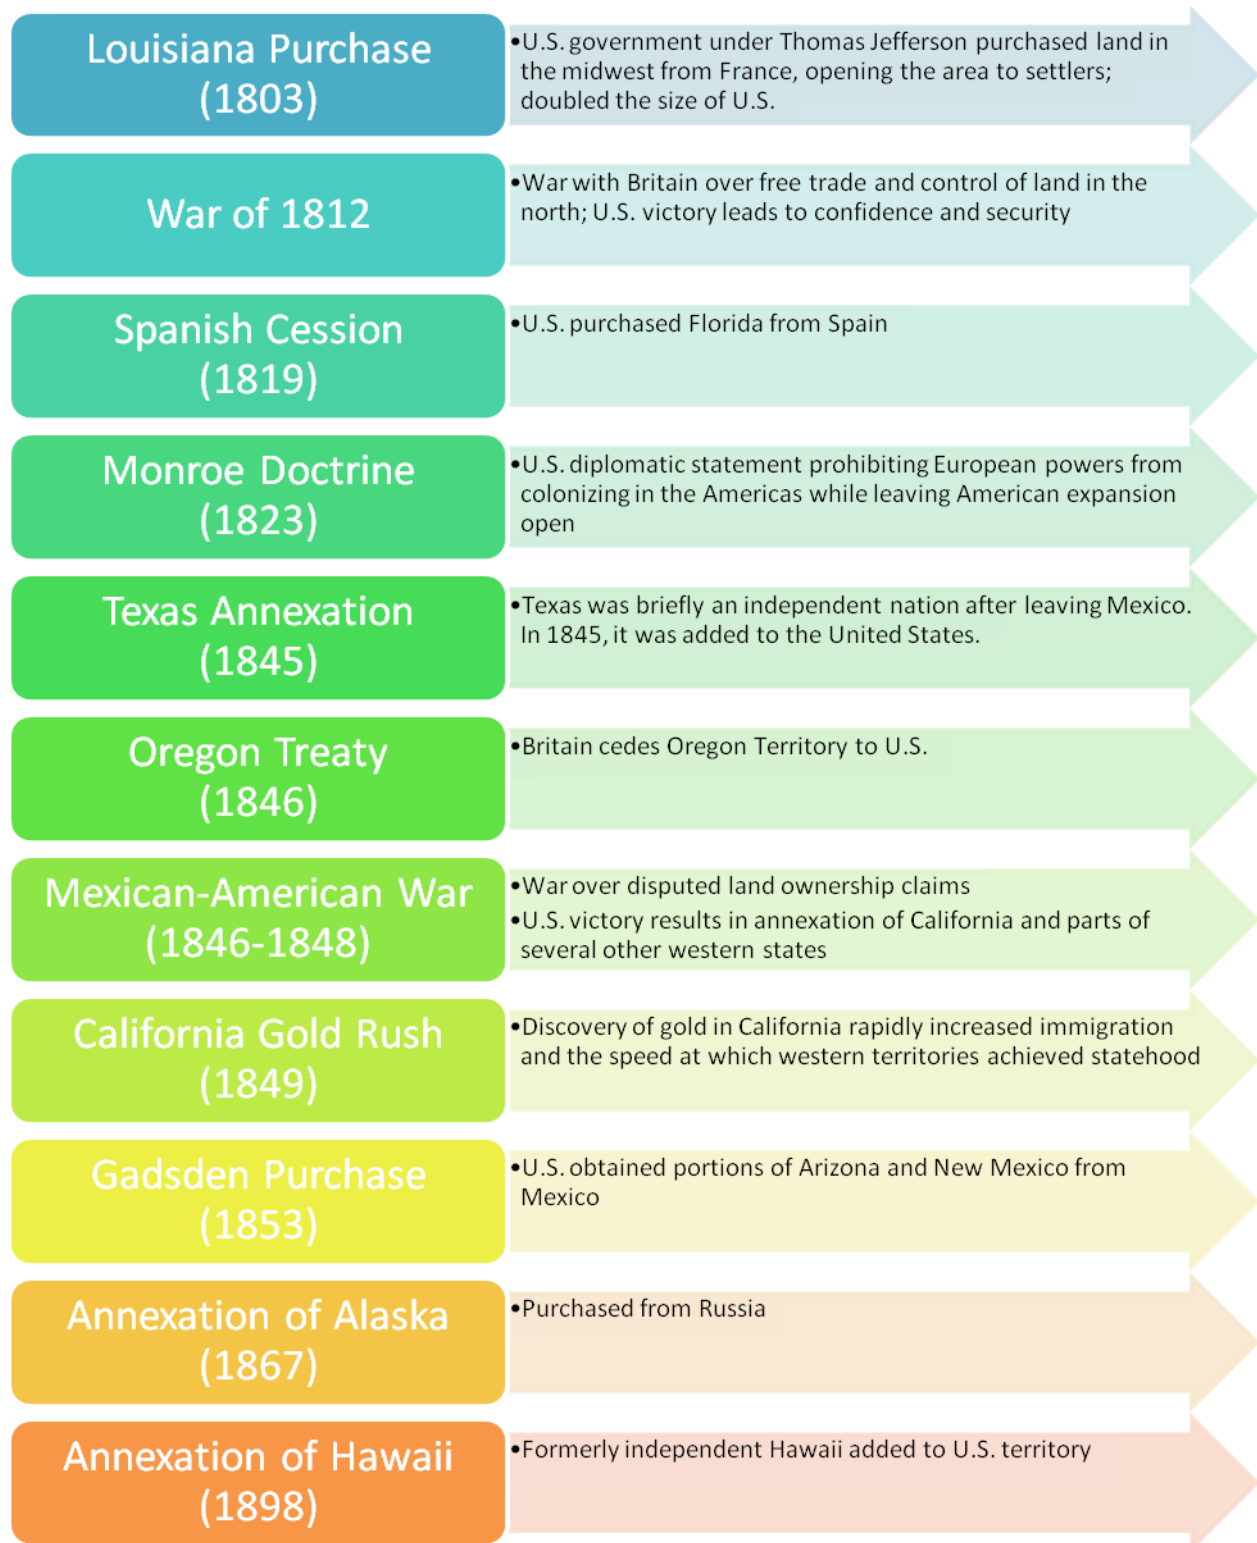 Louisiana Purchase
(1803)
•U.S. government under Thomas Jefferson purchased land in
the midwest from France, opening the area to settlers;
doubled the size of U.S.
War of 1812
•War with Britain over free trade and control of land in the
north; U.S. victory leads to confidence and security
Spanish Cession
(1819)
•U.S. purchased Florida from Spain
Monroe Doctrine
(1823)
•U.S. diplomatic statement prohibiting European powers from
colonizing in the Americas while leaving American expansion
open
Texas Annexation
(1845)
•Texas was briefly an independent nation after leaving Mexico.
In 1845, it was added to the United States.
Oregon Treaty
(1846)
•Britain cedes Oregon Territory to U.S.
Mexican-American War
(1846-1848)
•War over disputed land ownership claims
•U.S. victory results in annexation of California and parts of
several other western states
California Gold Rush
(1849)
•Discovery of gold in California rapidly increased immigration
and the speed at which western territories achieved statehood
Gadsden Purchase
(1853)
•U.S. obtained portions of Arizona and New Mexico from
Mexico
Annexation of Alaska
(1867)
•Purchased from Russia
Annexation of Hawaii
(1898)
•Formerly independent Hawaii added to U.S. territory